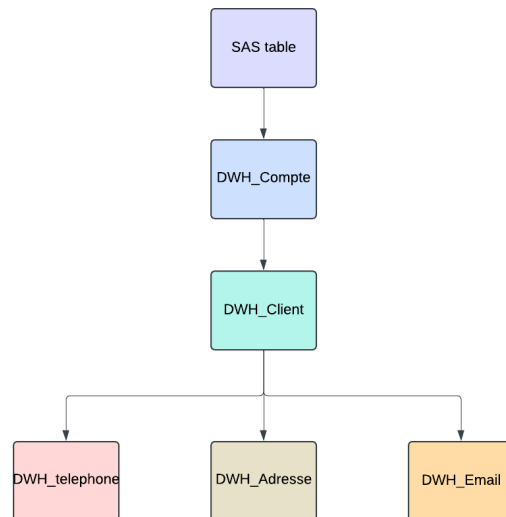 SAS table
DWH_Compte
DWH_Client
DWH_telephone
DWH_Adresse
DWH_Email